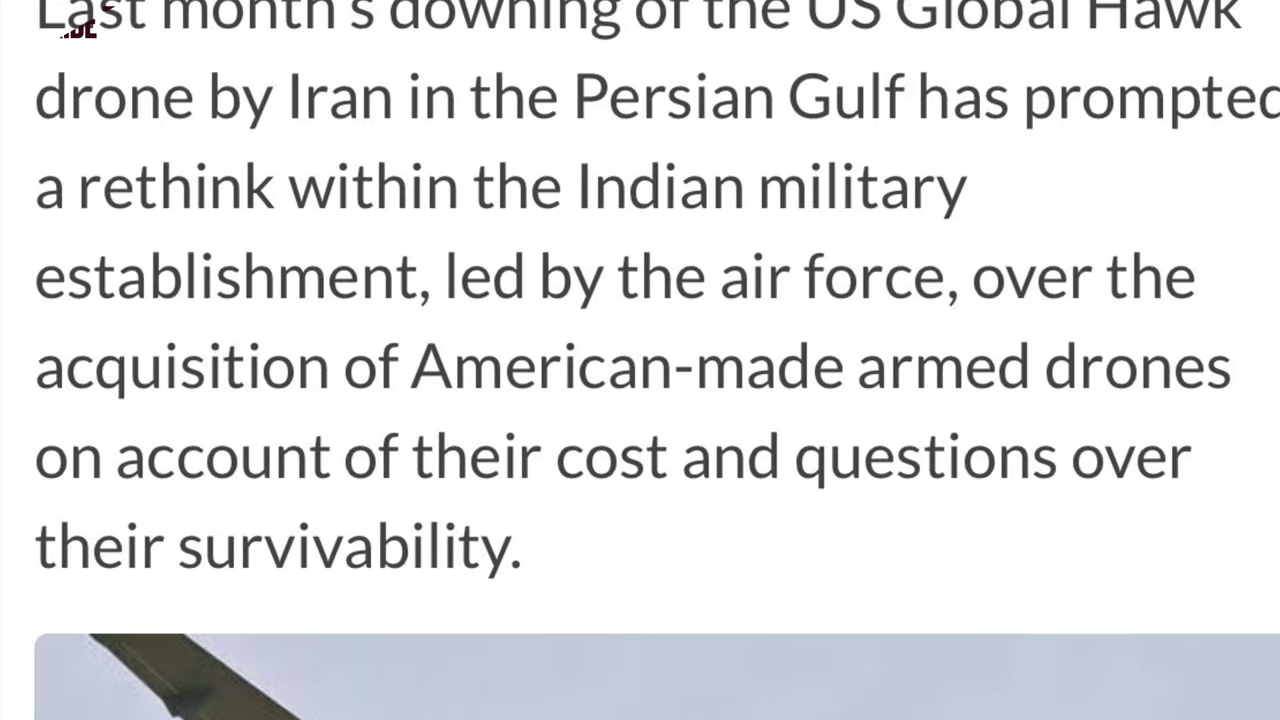 Last month's downing of the US Global Hawk
drone by Iran in the Persian Gulf has prompted
a rethink within the Indian military
establishment, led by the air force, over the
acquisition of American-made armed drones
on account of their cost and questions over
their survivability.